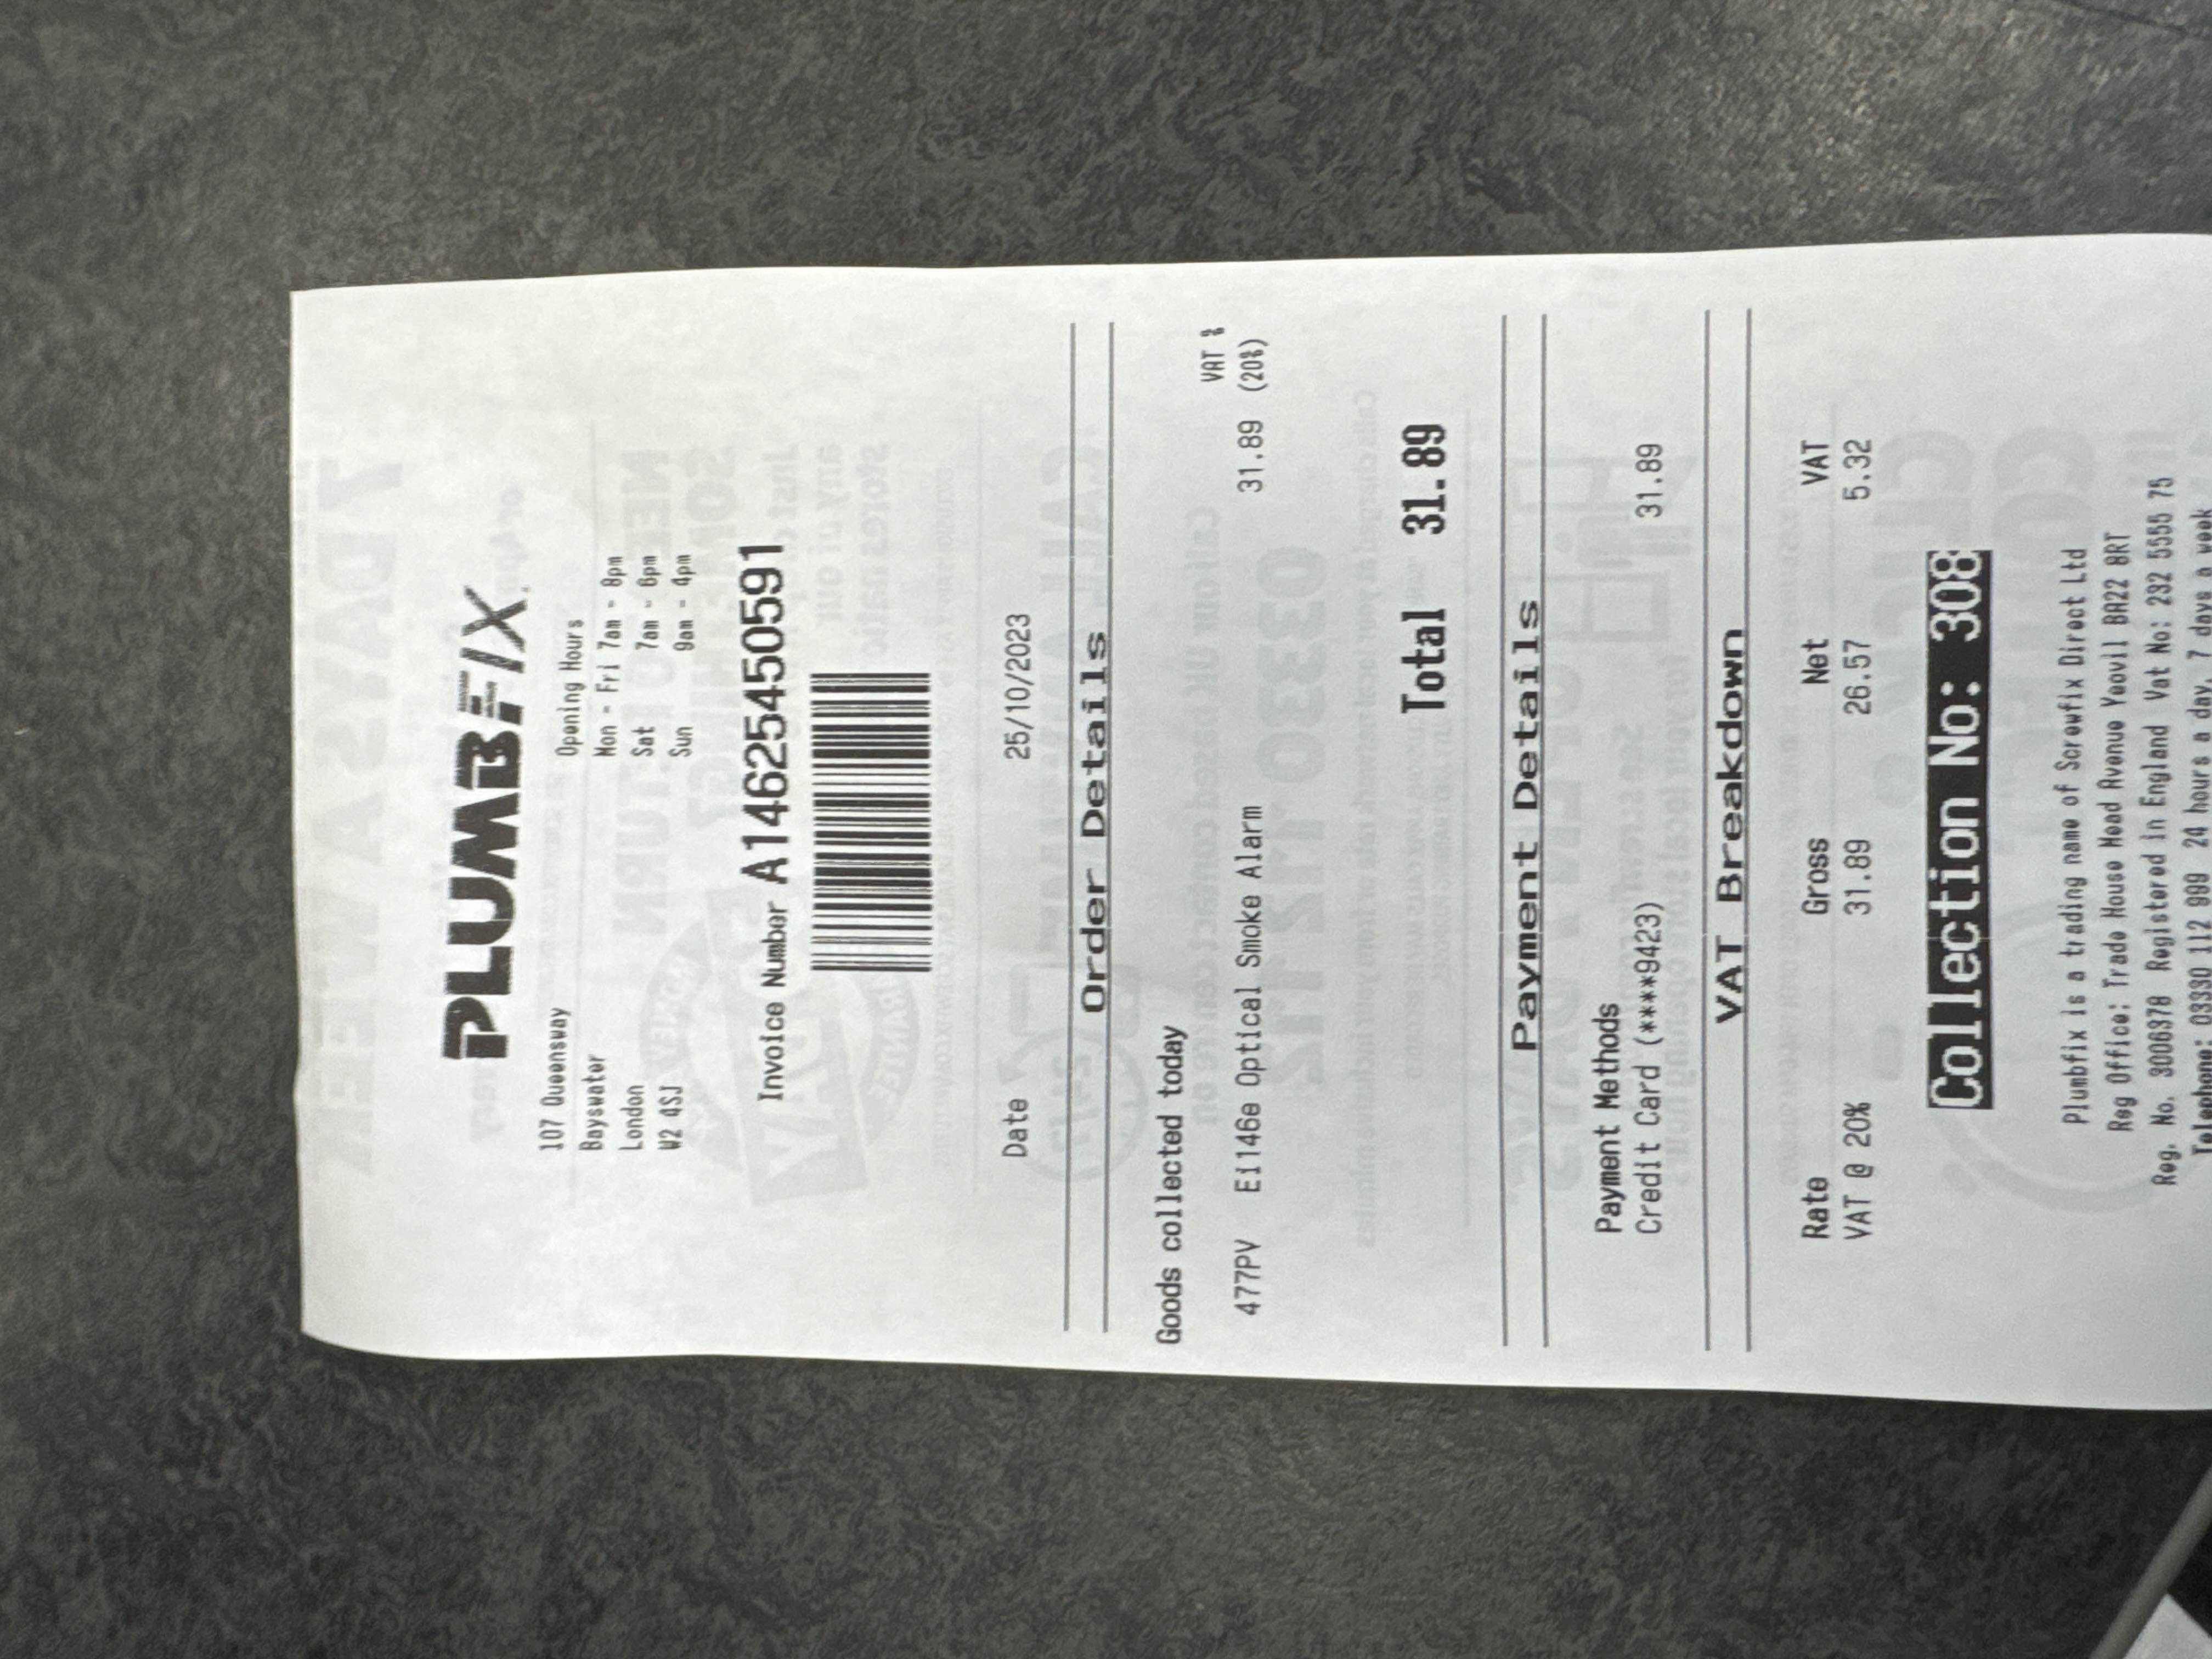 PLUMBFIX
107 Queensway
Bayswater
London
W2 4SJ
Opening Hours
Mon - Fri 7am - 8pm
Sat 7am - 6pm
Sun 9am - 4pm
Invoice Number A14625450591
Date 25/10/2023
Order Details
Goods collected today
VAT %
477PV Ei146e Optical Smoke Alarm 31.89 (20%)
Total 31.89
Payment Details
Payment Methods
Credit Card (****9423) 31.89
VAT Breakdown
Rate Gross Net VAT
VAT @ 20% 31.89 26.57 5.32
Collection No: 308
Plumbfix is a trading name of Screwfix Direct Ltd
Reg Office: Trade House Mead Avenue Yeovil BA22 8RT
Reg. No. 3006378 Registered in England Vat No: 232 5555 75
Telephone: 03330 112 999 24 hours a day, 7 days a week